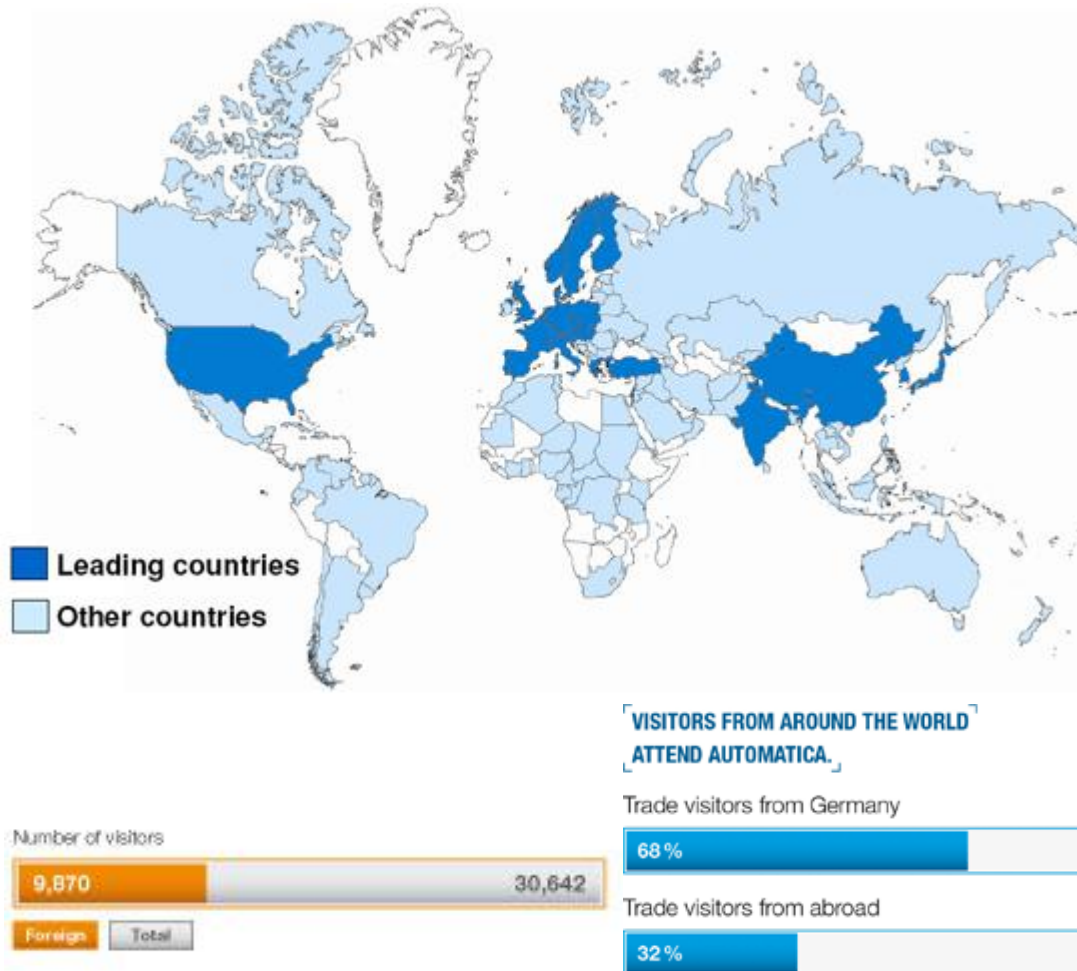 Leading countries
Other countries
VISITORS FROM AROUND THE WORLD
ATTEND AUTOMATICA.
Trade visitors from Germany
68 %
Trade visitors from abroad
32 %
Number of visitors
9,870
30,642
Foreign
Total